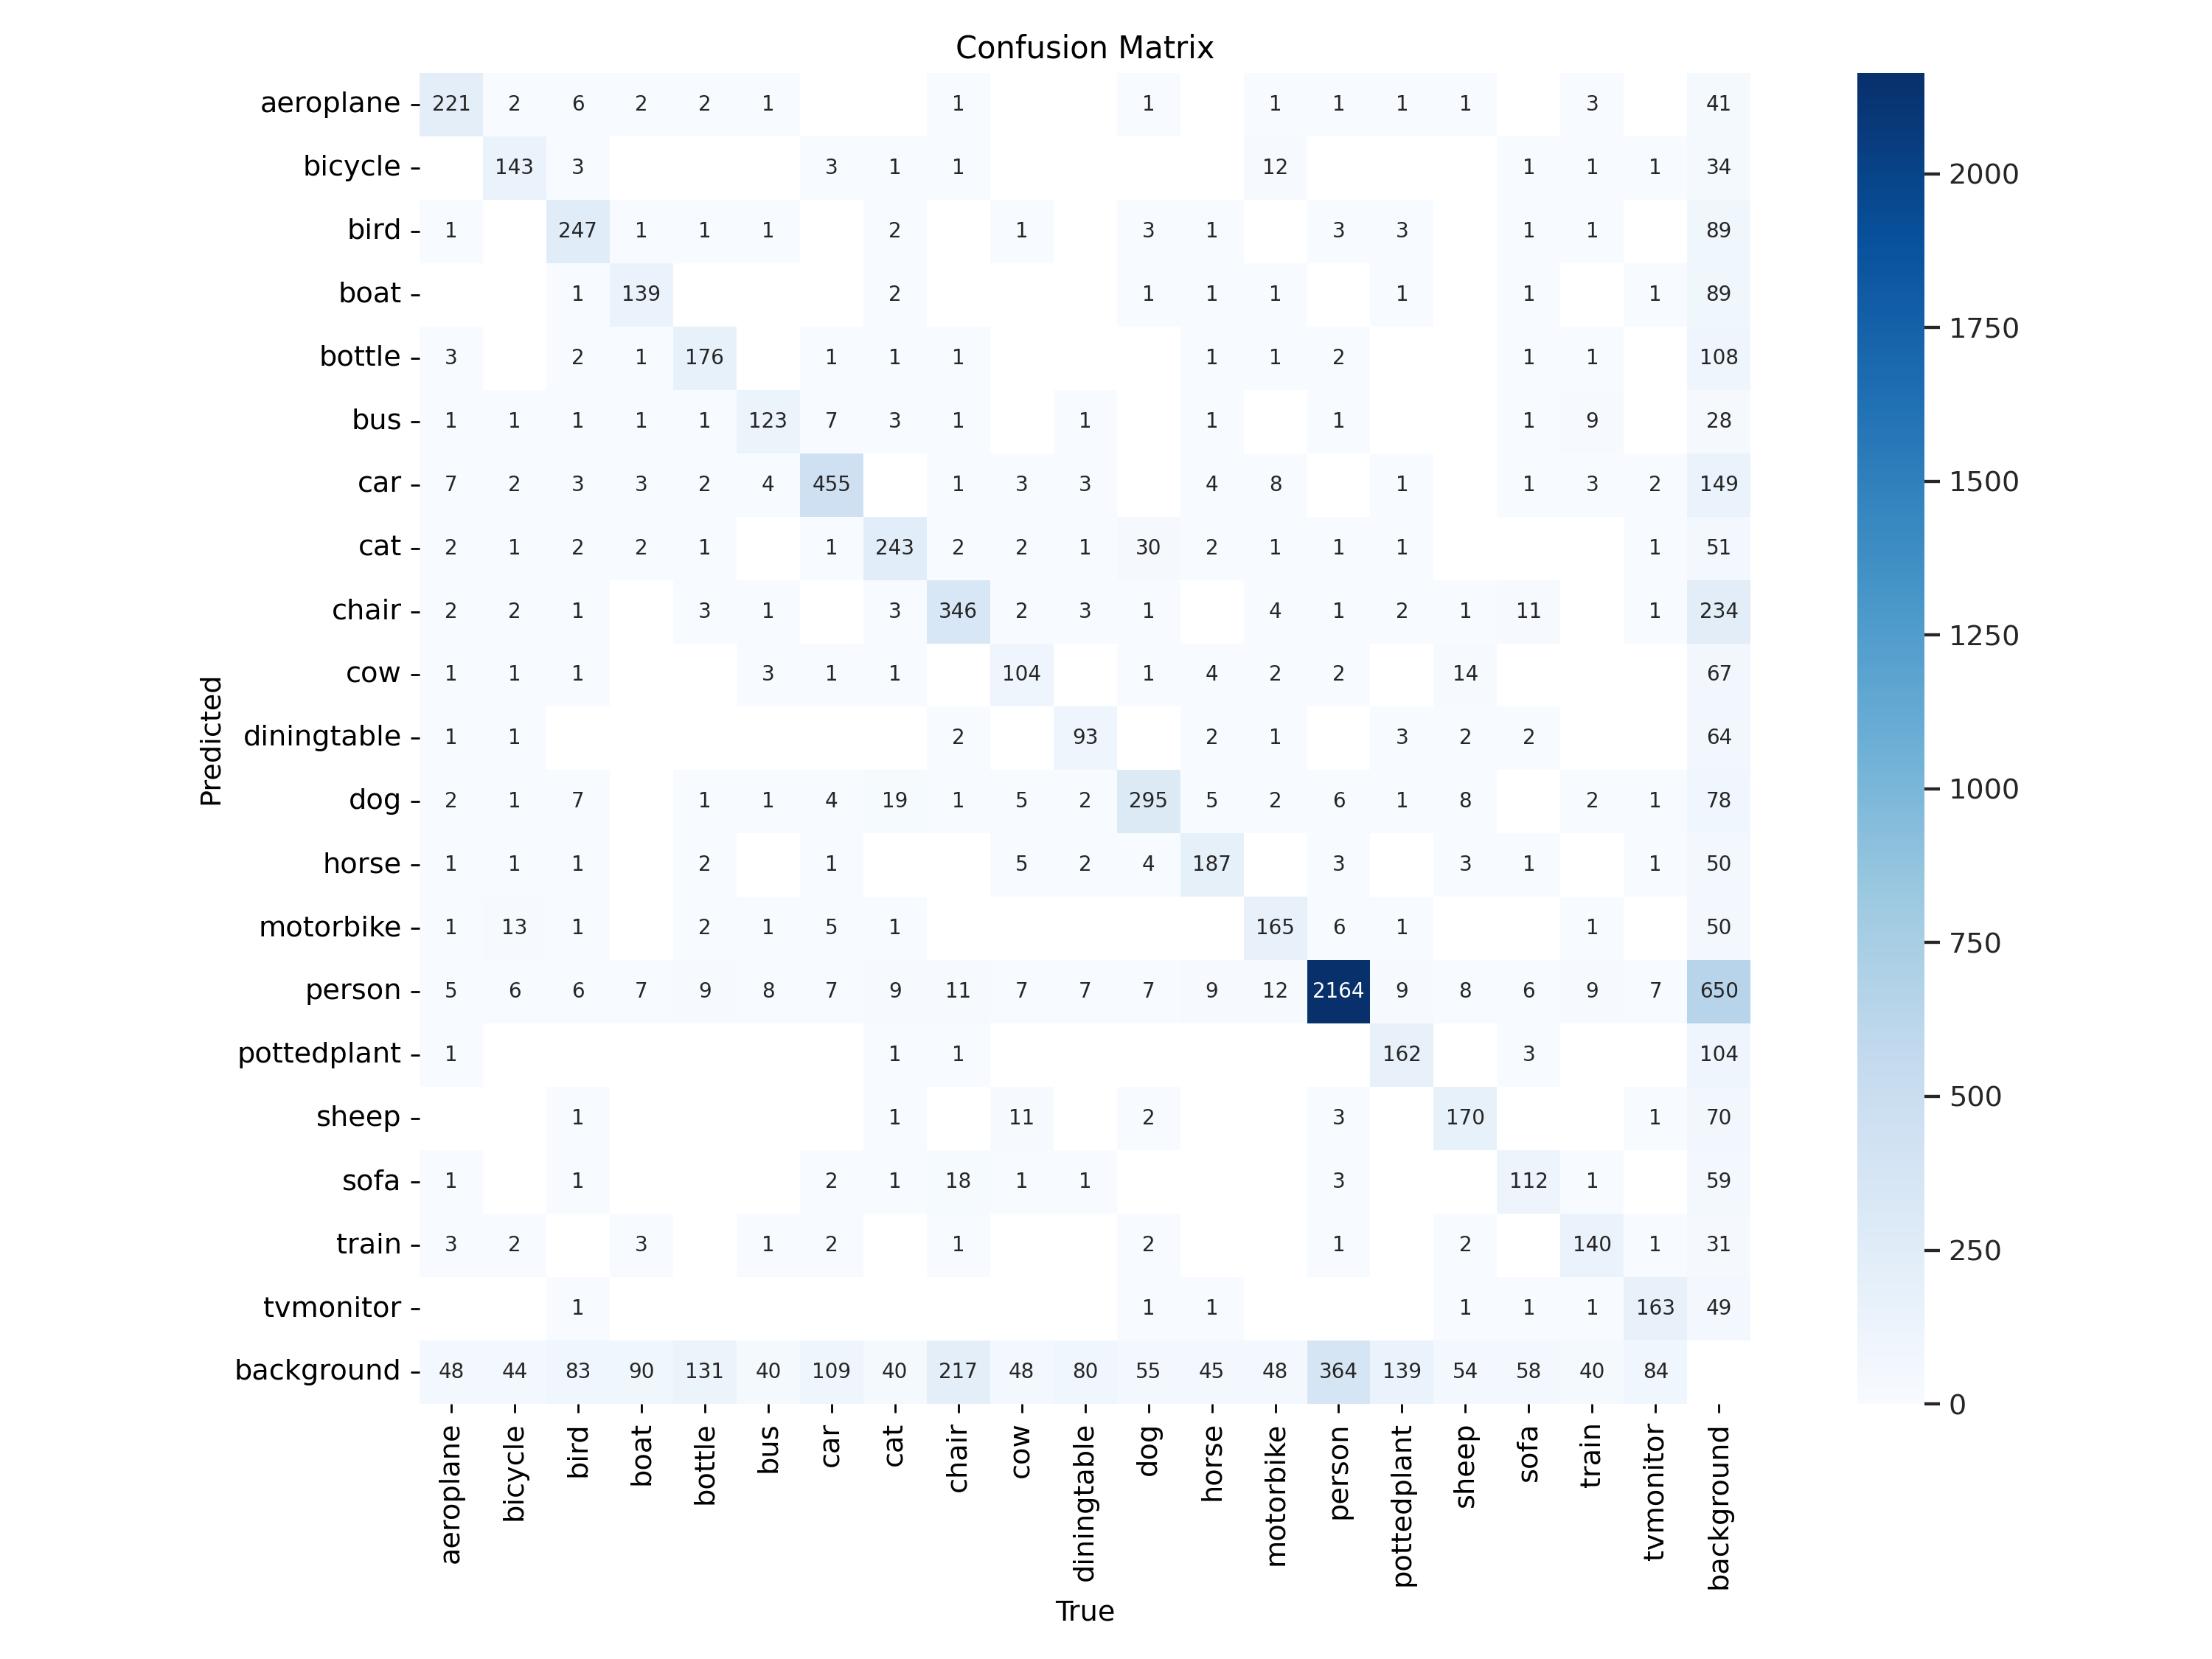 Confusion Matrix
aeroplane 221 2 6 2 2 1 1 1 1 1 1 1 3 41
bicycle 143 3 3 1 1 12 1 1 1 34
bird 1 247 1 1 1 2 1 3 1 3 3 1 1 89
boat 1 139 2 1 1 1 1 1 1 89
bottle 3 2 1 176 1 1 1 1 1 2 1 1 108
bus 1 1 1 1 1 123 7 3 1 1 1 1 1 9 28
car 7 2 3 3 2 4 455 1 3 3 4 8 1 1 3 2 149
cat 2 1 2 2 1 1 243 2 2 1 30 2 1 1 1 1 51
chair 2 2 1 3 1 3 346 2 3 1 4 1 2 1 11 1 234
cow 1 1 1 3 1 1 104 1 4 2 2 14 67
diningtable 1 1 2 93 2 1 3 2 2 64
dog 2 1 7 1 1 4 19 1 5 2 295 5 2 6 1 8 2 1 78
horse 1 1 1 2 1 5 2 4 187 3 3 1 1 50
motorbike 1 13 1 2 1 5 1 165 6 1 1 50
person 5 6 6 7 9 8 7 9 11 7 7 7 9 12 2164 9 8 6 9 7 650
pottedplant 1 1 1 162 3 104
sheep 1 1 11 2 3 170 1 70
sofa 1 1 2 1 18 1 1 3 112 1 59
train 3 2 3 1 2 1 2 1 2 140 1 31
tvmonitor 1 1 1 1 1 1 163 49
background 48 44 83 90 131 40 109 40 217 48 80 55 45 48 364 139 54 58 40 84
aeroplane bicycle bird boat bottle bus car cat chair cow diningtable dog horse motorbike person pottedplant sheep sofa train tvmonitor background
True
Predicted
2000
1750
1500
1250
1000
750
500
250
0